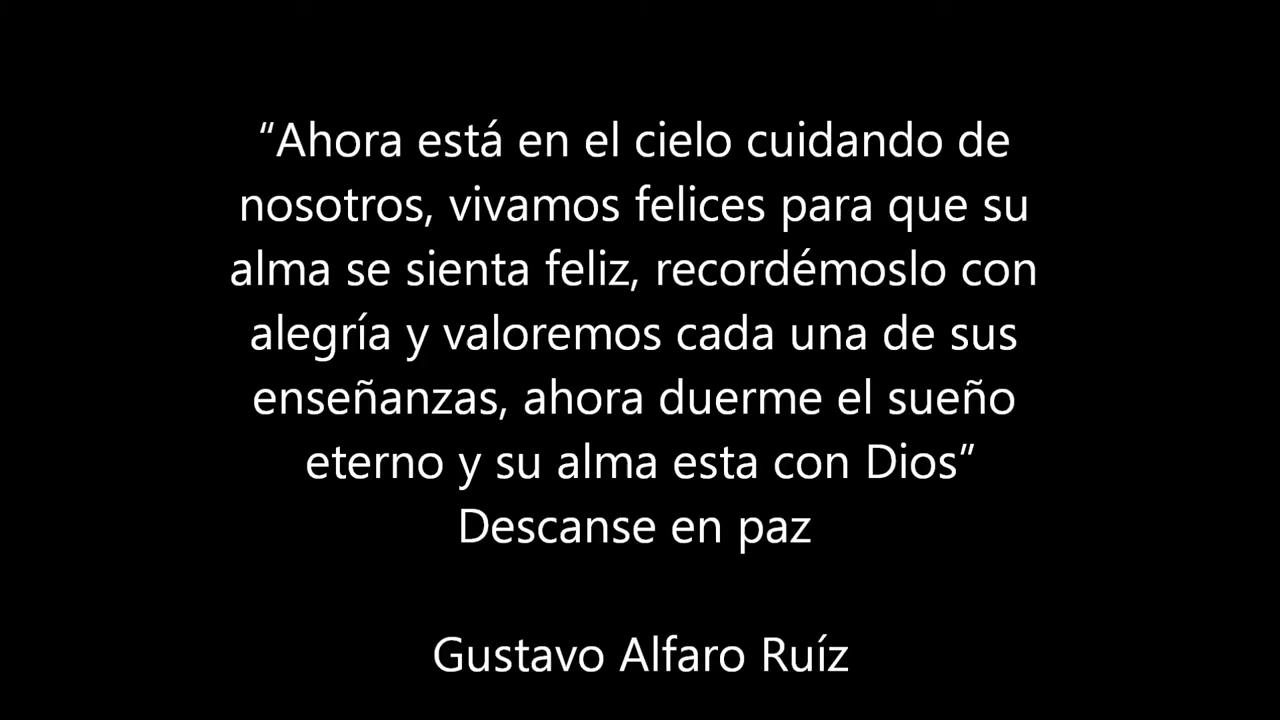 “Ahora está en el cielo cuidando de
nosotros, vivamos felices para que su
alma se sienta feliz, recordémoslo con
alegría y valoremos cada una de sus
enseñanzas, ahora duerme el sueño
eterno y su alma esta con Dios”
Descanse en paz
Gustavo Alfaro Ruíz